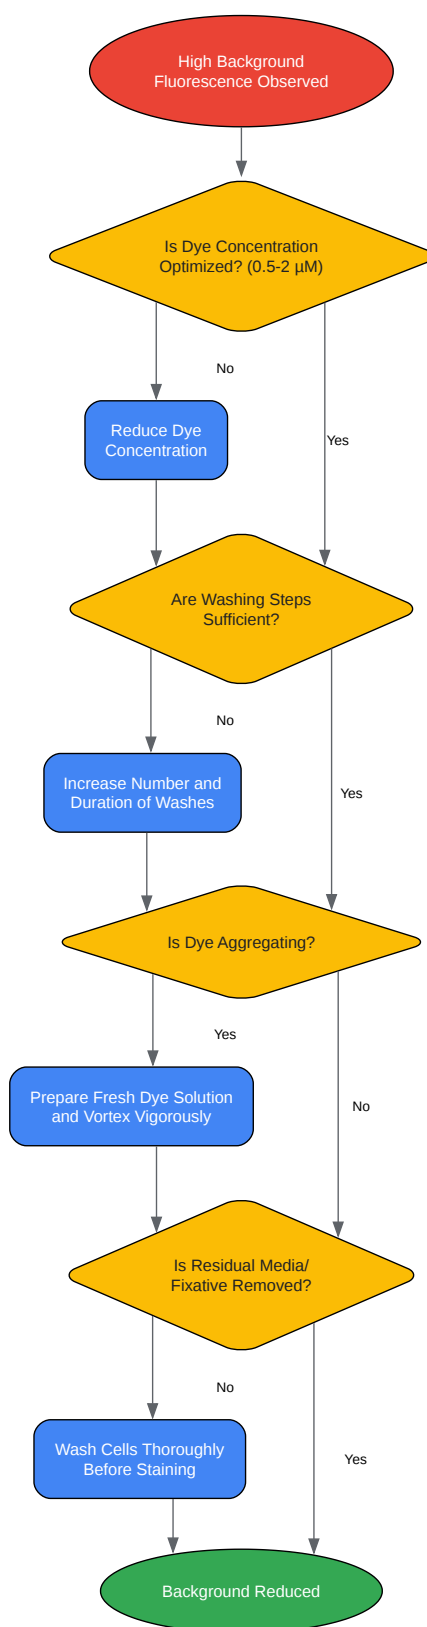 High Background
Fluorescence Observed
Is Dye Concentration
Optimized? (0.5-2 µM)
No
Reduce Dye
Concentration
Yes
Are Washing Steps
Sufficient?
No
Increase Number and
Duration of Washes
Yes
Is Dye Aggregating?
Yes
Prepare Fresh Dye Solution
and Vortex Vigorously
No
Is Residual Media/
Fixative Removed?
No
Wash Cells Thoroughly
Before Staining
Yes
Background Reduced